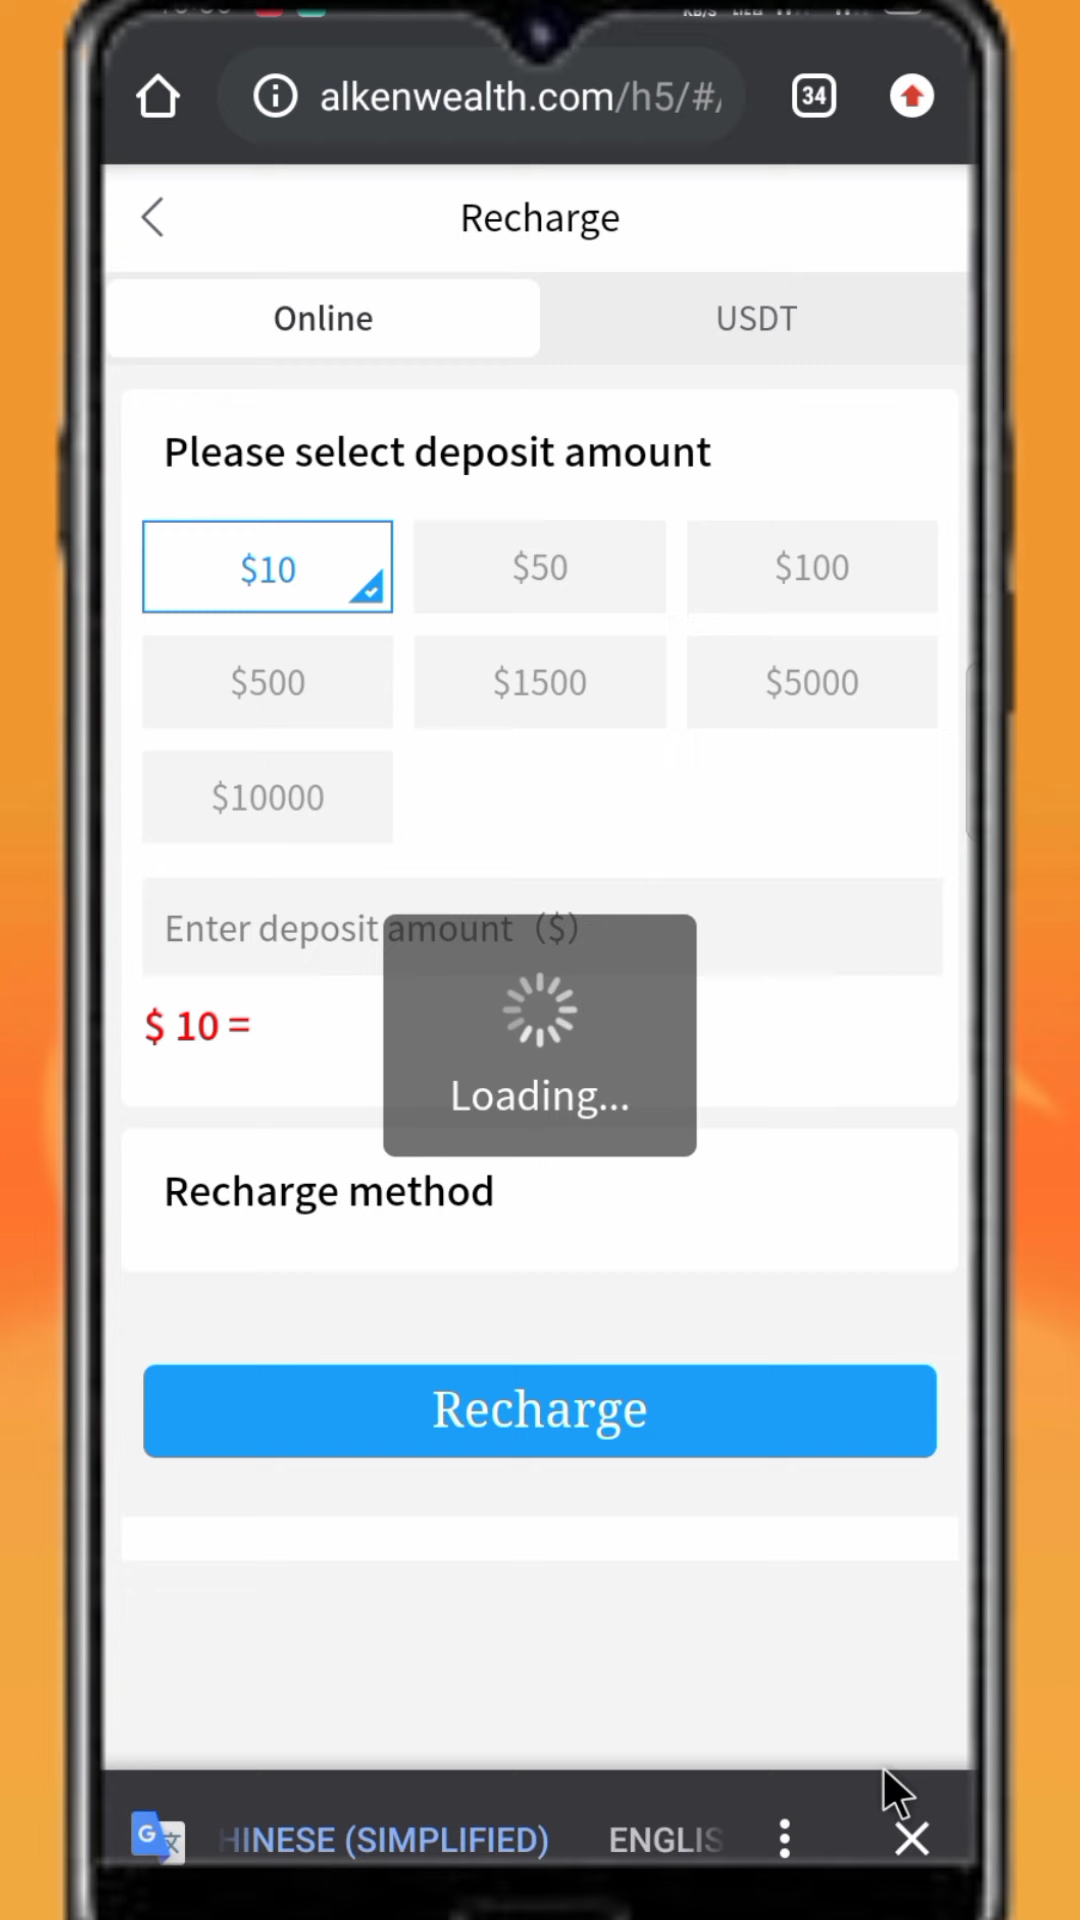 KB/S
alkenwealth.com/h5/#/
34
Recharge
Online
USDT
Please select deposit amount
$10
$50
$100
$500
$1500
$5000
$10000
Enter deposit amount ($)
$ 10 =
Loading...
Recharge method
Recharge
HINESE (SIMPLIFIED)
ENGLIS